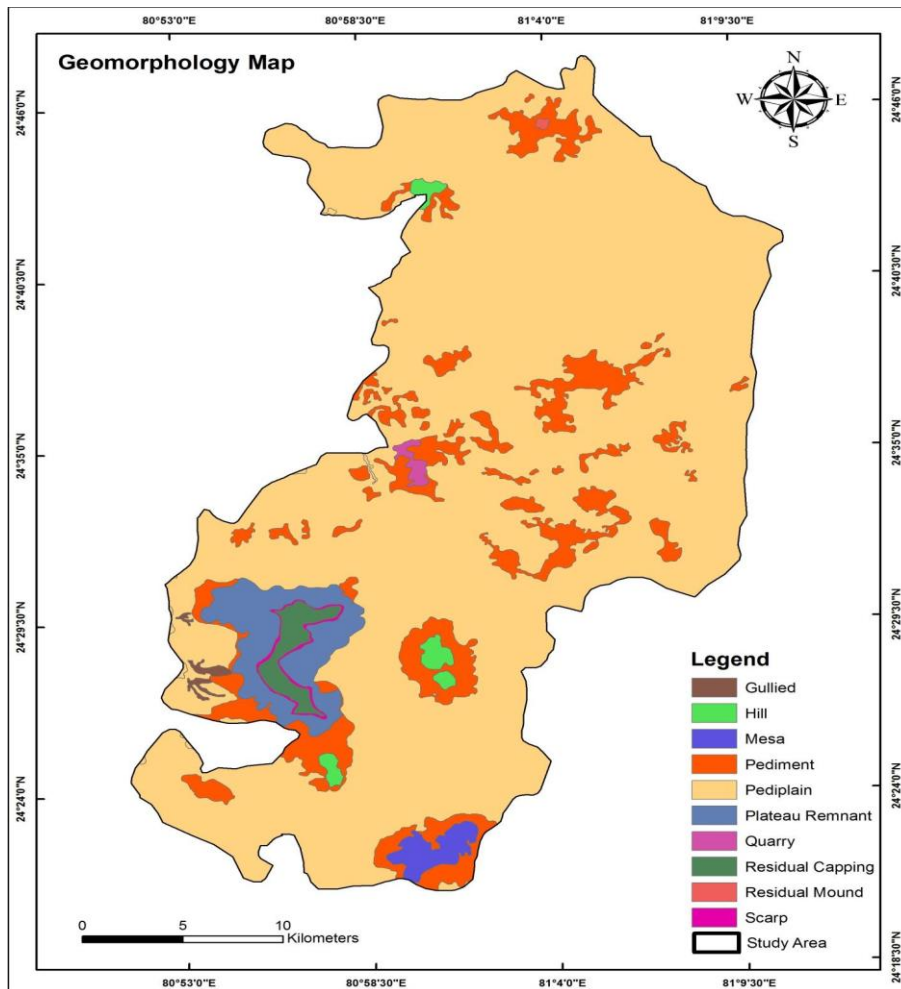 80°53'0"E 80°58'30"E 81°4'0"E 81°9'30"E
Geomorphology Map
N
W E
S
24°46'0"N 24°46'0"N
24°40'30"N 24°40'30"N
24°35'0"N 24°35'0"N
24°29'30"N 24°29'30"N
24°24'0"N 24°24'0"N
24°18'30"N
Legend
Gullied
Hill
Mesa
Pediment
Pediplain
Plateau Remnant
Quarry
Residual Capping
Residual Mound
Scarp
Study Area
0 5 10
Kilometers
80°53'0"E 80°58'30"E 81°4'0"E 81°9'30"E